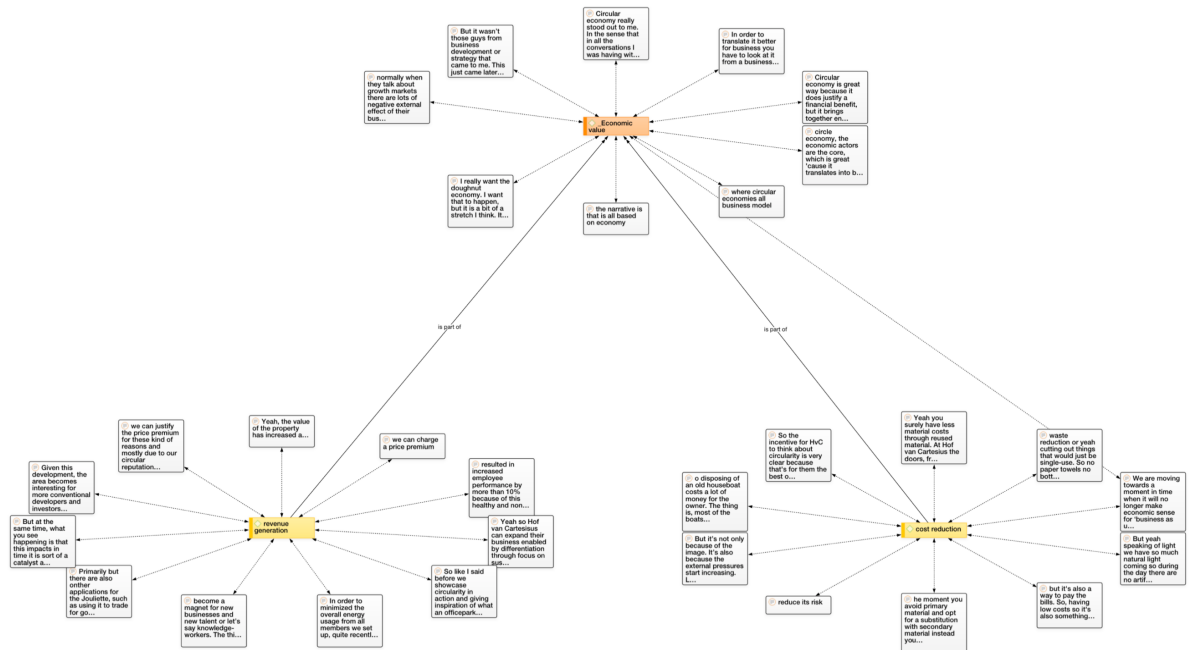 Circular
economy really
stood out to me.
In the sense that
in all the
conversations I
was having wit...
But it wasn't
those guys from
business
development or
strategy that
came to me. This
just came later...
In order to
translate it better
for business you
have to look at it
from a business...
normally when
they talk about
growth markets
there are lots of
negative external
effect of their
bus...
Circular
economy is great
way because it
does justify a
financial benefit,
but it brings
together en...
_Economic
value
circle
economy, the
economic actors
are the core,
which is great
'cause it
translates into b...
I really want the
doughnut
economy. I want
that to happen,
but it is a bit of a
stretch I think. It...
the narrative is
that is all based
on economy
where circular
economies all
business model
is part of
is part of
we can justify
the price premium
for these kind of
reasons and
mostly due to our
circular
reputation...
Yeah, the value
of the property
has increased a...
we can charge
a price premium
Given this
development, the
area becomes
interesting for
more conventional
developers and
investors...
resulted in
increased
employee
performance by
more than 10%
because of this
healthy and non...
revenue
generation
But at the
same time, what
you see
happening is that
this impacts in
time it is sort of a
catalyst a...
Yeah so Hof
van Cartesisus
can expand their
business enabled
by differentiation
through focus on
sus...
Primarily but
there are also
onther
applications for
the Jouliette, such
as using it to trade
for go...
become a
magnet for new
businesses and
new talent or let's
say knowledge-
workers. The thi...
In order to
minimized the
overall energy
usage from all
members we set
up, quite recentl...
So like I said
before we
showcase
circularity in
action and giving
inspiration of what
an officepark...
Yeah you
surely have less
material costs
through reused
material. At Hof
van Cartesius the
doors, fr...
So the
incentive for HvC
to think about
circularity is very
clear because
that's for them the
best o...
waste
reduction or yeah
cutting out things
that would just be
single-use. So no
paper towels no
bott...
o disposing of
an old houseboat
costs a lot of
money for the
owner. The thing
is, most of the
boats...
We are moving
towards a
moment in time
when it will no
longer make
economic sense
for 'business as
u...
cost reduction
But it's not only
because of the
image. It's also
because the
external pressures
start increasing.
L...
But yeah
speaking of light
we have so much
natural light
coming so during
the day there are
no artif...
reduce its risk
he moment you
avoid primary
material and opt
for a substitution
with secondary
material instead
you...
but it's also a
way to pay the
bills. So, having
low costs so it's
also something...